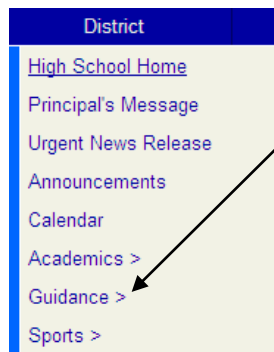 District
High School Home
Principal's Message
Urgent News Release
Announcements
Calendar
Academics >
Guidance >
Sports >